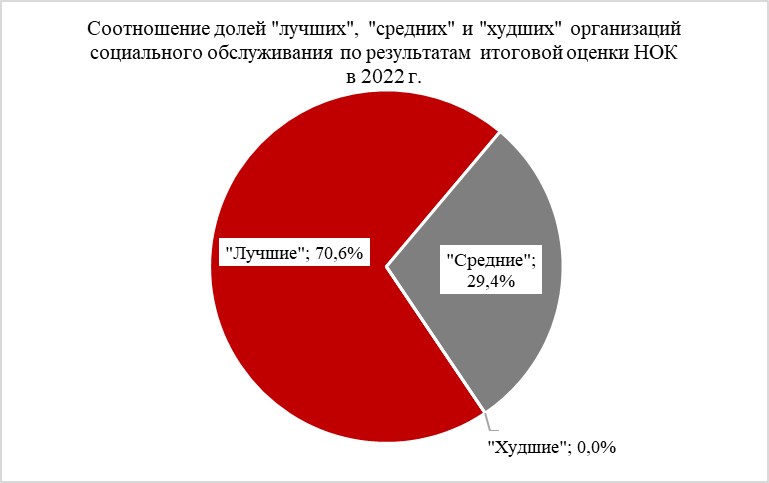 Соотношение долей "лучших", "средних" и "худших" организаций
социального обслуживания по результатам итоговой оценки НОК
в 2022 г.
"Лучшие"; 70,6%
"Средние";
29,4%
"Худшие"; 0,0%